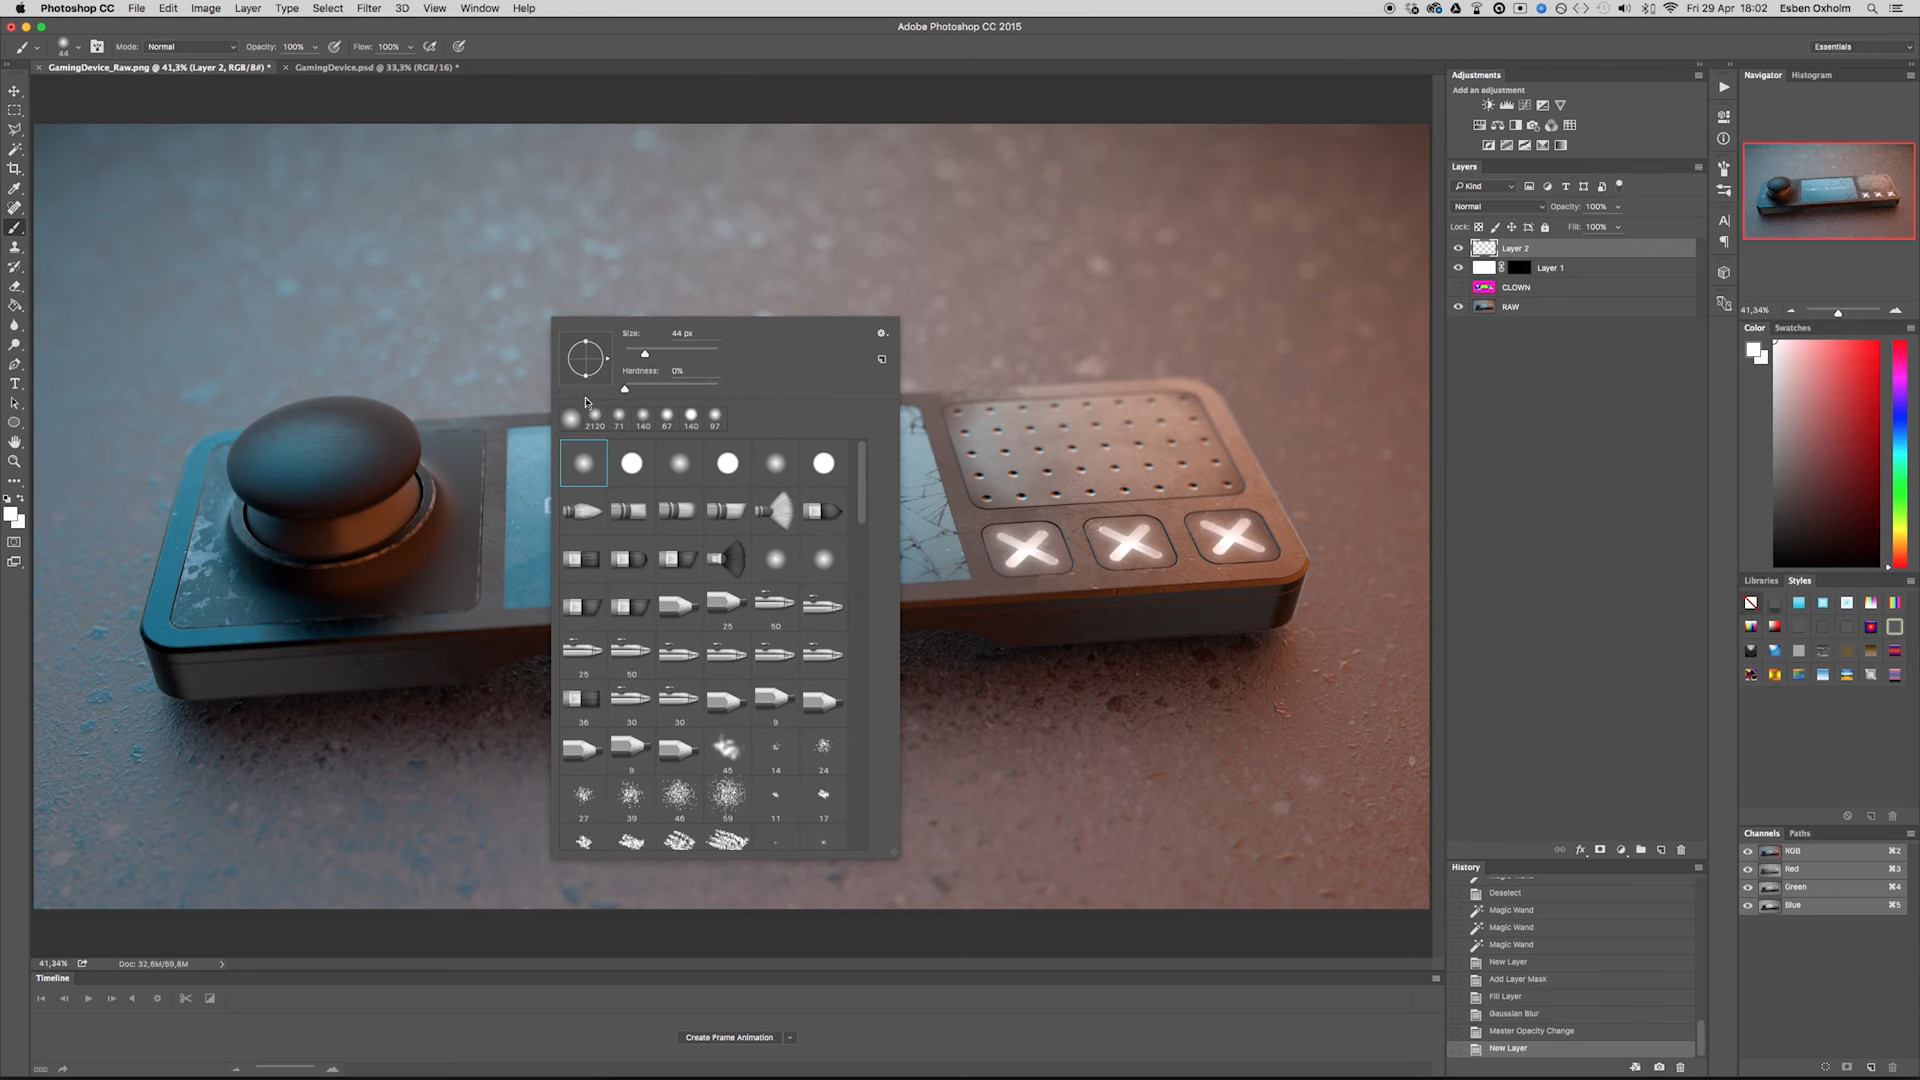 Photoshop CC File Edit Image Layer Type Select Filter 3D View Window Help
Fri 29 Apr 18:02 Esben Oxholm
Adobe Photoshop CC 2015
44 Mode: Normal Opacity: 100% Flow: 100% Essentials
GamingDevice_Raw.png @ 41,3% (Layer 2, RGB/8#) * GamingDevice.psd @ 33,3% (RGB/16) *
Adjustments
Add an adjustment
Layers
Kind
Normal Opacity: 100%
Lock: Fill: 100%
Layer 2
Layer 1
CLOWN
RAW
Navigator Histogram
41,34%
Color Swatches
Libraries Styles
Channels Paths
RGB ⌘2
Red ⌘3
Green ⌘4
Blue ⌘5
Size: 44 px
Hardness: 0%
2120 71 140 67 140 97
25 50
25 50
36 30 30 9
9 45 14 24
27 39 46 59 11 17
History
Deselect
Magic Wand
Magic Wand
Magic Wand
New Layer
Add Layer Mask
Fill Layer
Gaussian Blur
Master Opacity Change
New Layer
41,34% Doc: 32,6M/59,8M
Timeline
Create Frame Animation